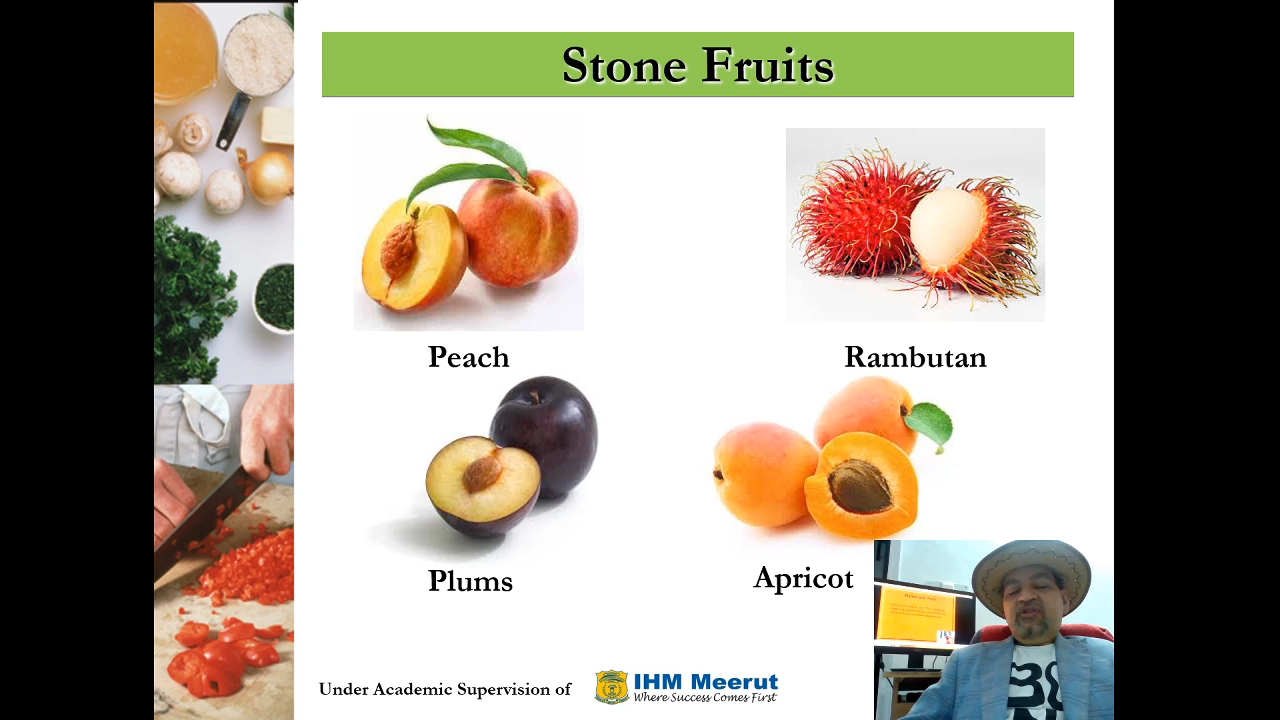 Stone Fruits
Peach
Rambutan
Plums
Apricot
Under Academic Supervision of
IHM Meerut
Where Success Comes First